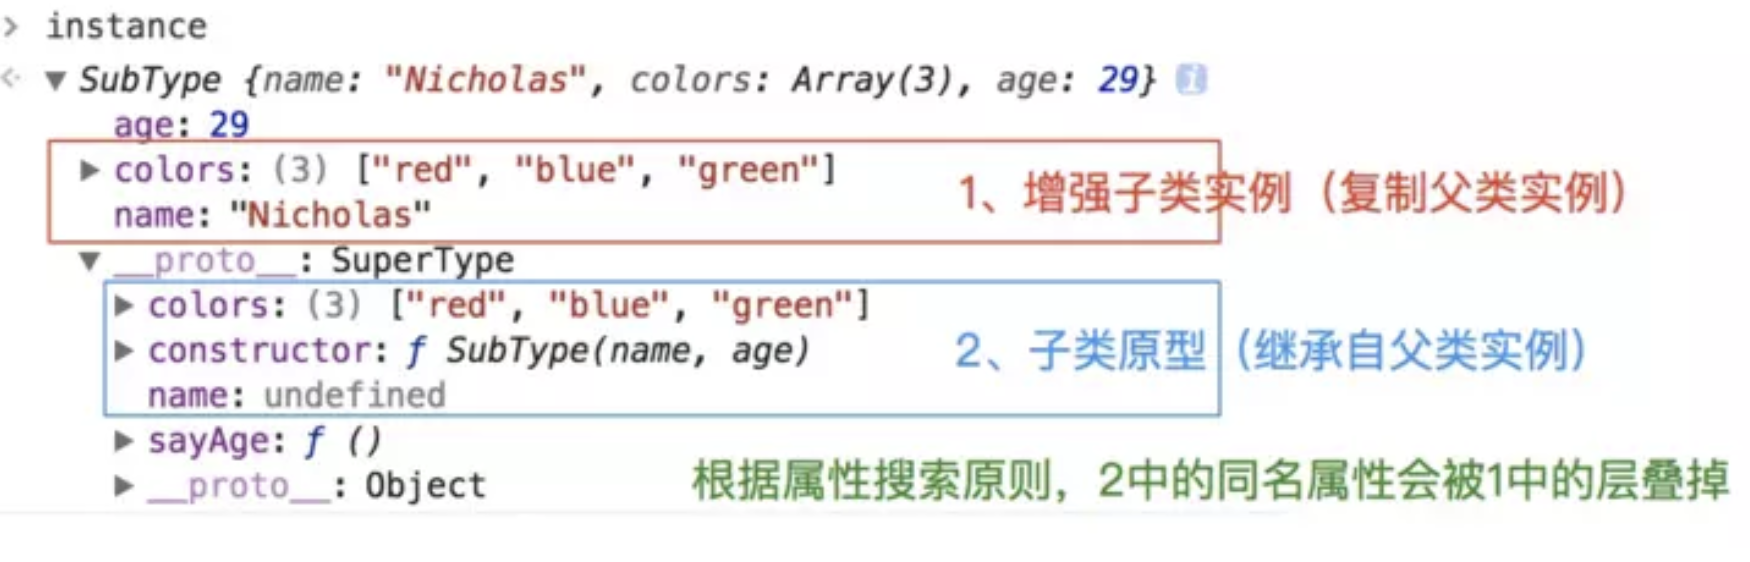 > instance
<· ▼ SubType {name: "Nicholas", colors: Array(3), age: 29} i
age: 29
▶ colors: (3) ["red", "blue", "green"]
1、增强子类实例（复制父类实例）
name: "Nicholas"
▼ __proto__: SuperType
▶ colors: (3) ["red", "blue", "green"]
▶ constructor: ƒ SubType(name, age)
2、子类原型（继承自父类实例）
name: undefined
▶ sayAge: ƒ ()
▶ __proto__: Object
根据属性搜索原则，2中的同名属性会被1中的层叠掉